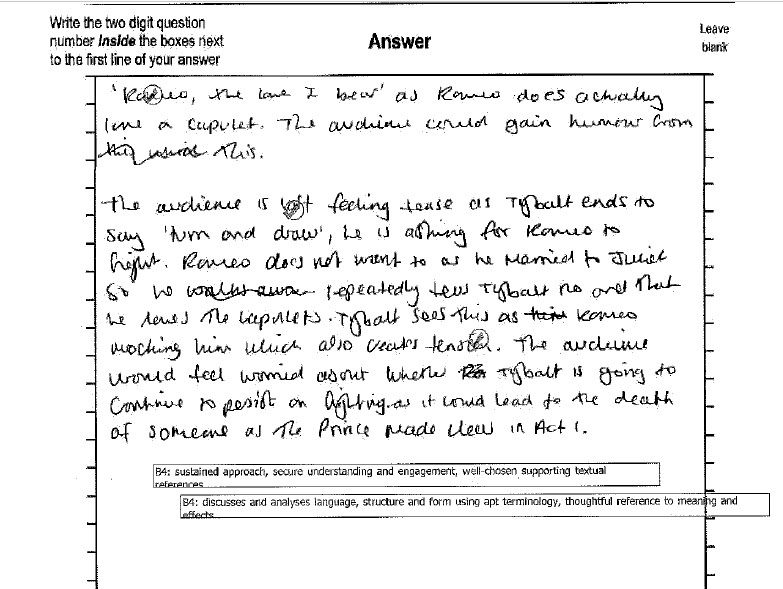 Write the two digit question
number inside the boxes next
to the first line of your answer
Answer
Leave
blank
'Romeo, the love I bear' as Romeo does actually
love a Capulet. The audience could gain humour from
this.
The audience is left feeling tense as Tybalt ends to
say 'turn and draw', he is asking for Romeo to
fight. Romeo does not want to as he married to Juliet
So he repeatedly tells Tybalt no and that
he loves the Capulets. Tybalt sees this as Romeo
mocking him which also creats tension. The audience
would feel worried about whether Tybalt is going to
Continue to persist on fighting as it could lead to the death
of someone as the Prince made clear in Act 1.
B4: sustained approach, secure understanding and engagement, well-chosen supporting textual
references
B4: discusses and analyses language, structure and form using apt terminology, thoughtful reference to meaning and
effects